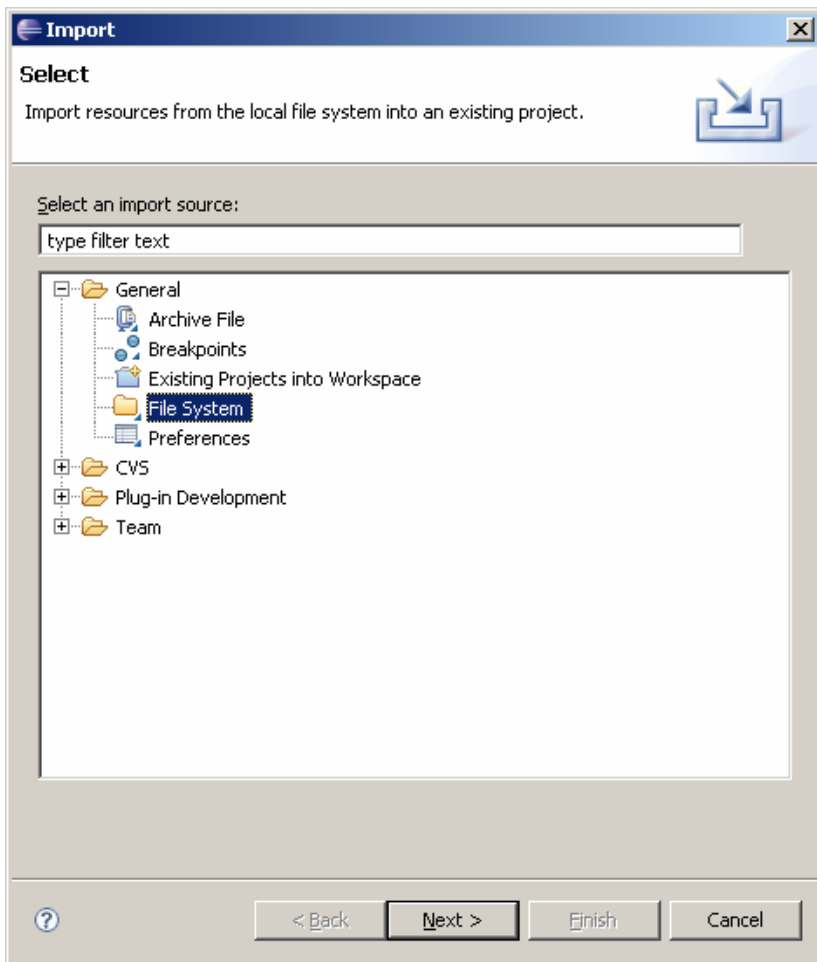 Import
Select
Import resources from the local file system into an existing project.
Select an import source:
type filter text
General
Archive File
Breakpoints
Existing Projects into Workspace
File System
Preferences
CVS
Plug-in Development
Team
? < Back Next > Finish Cancel